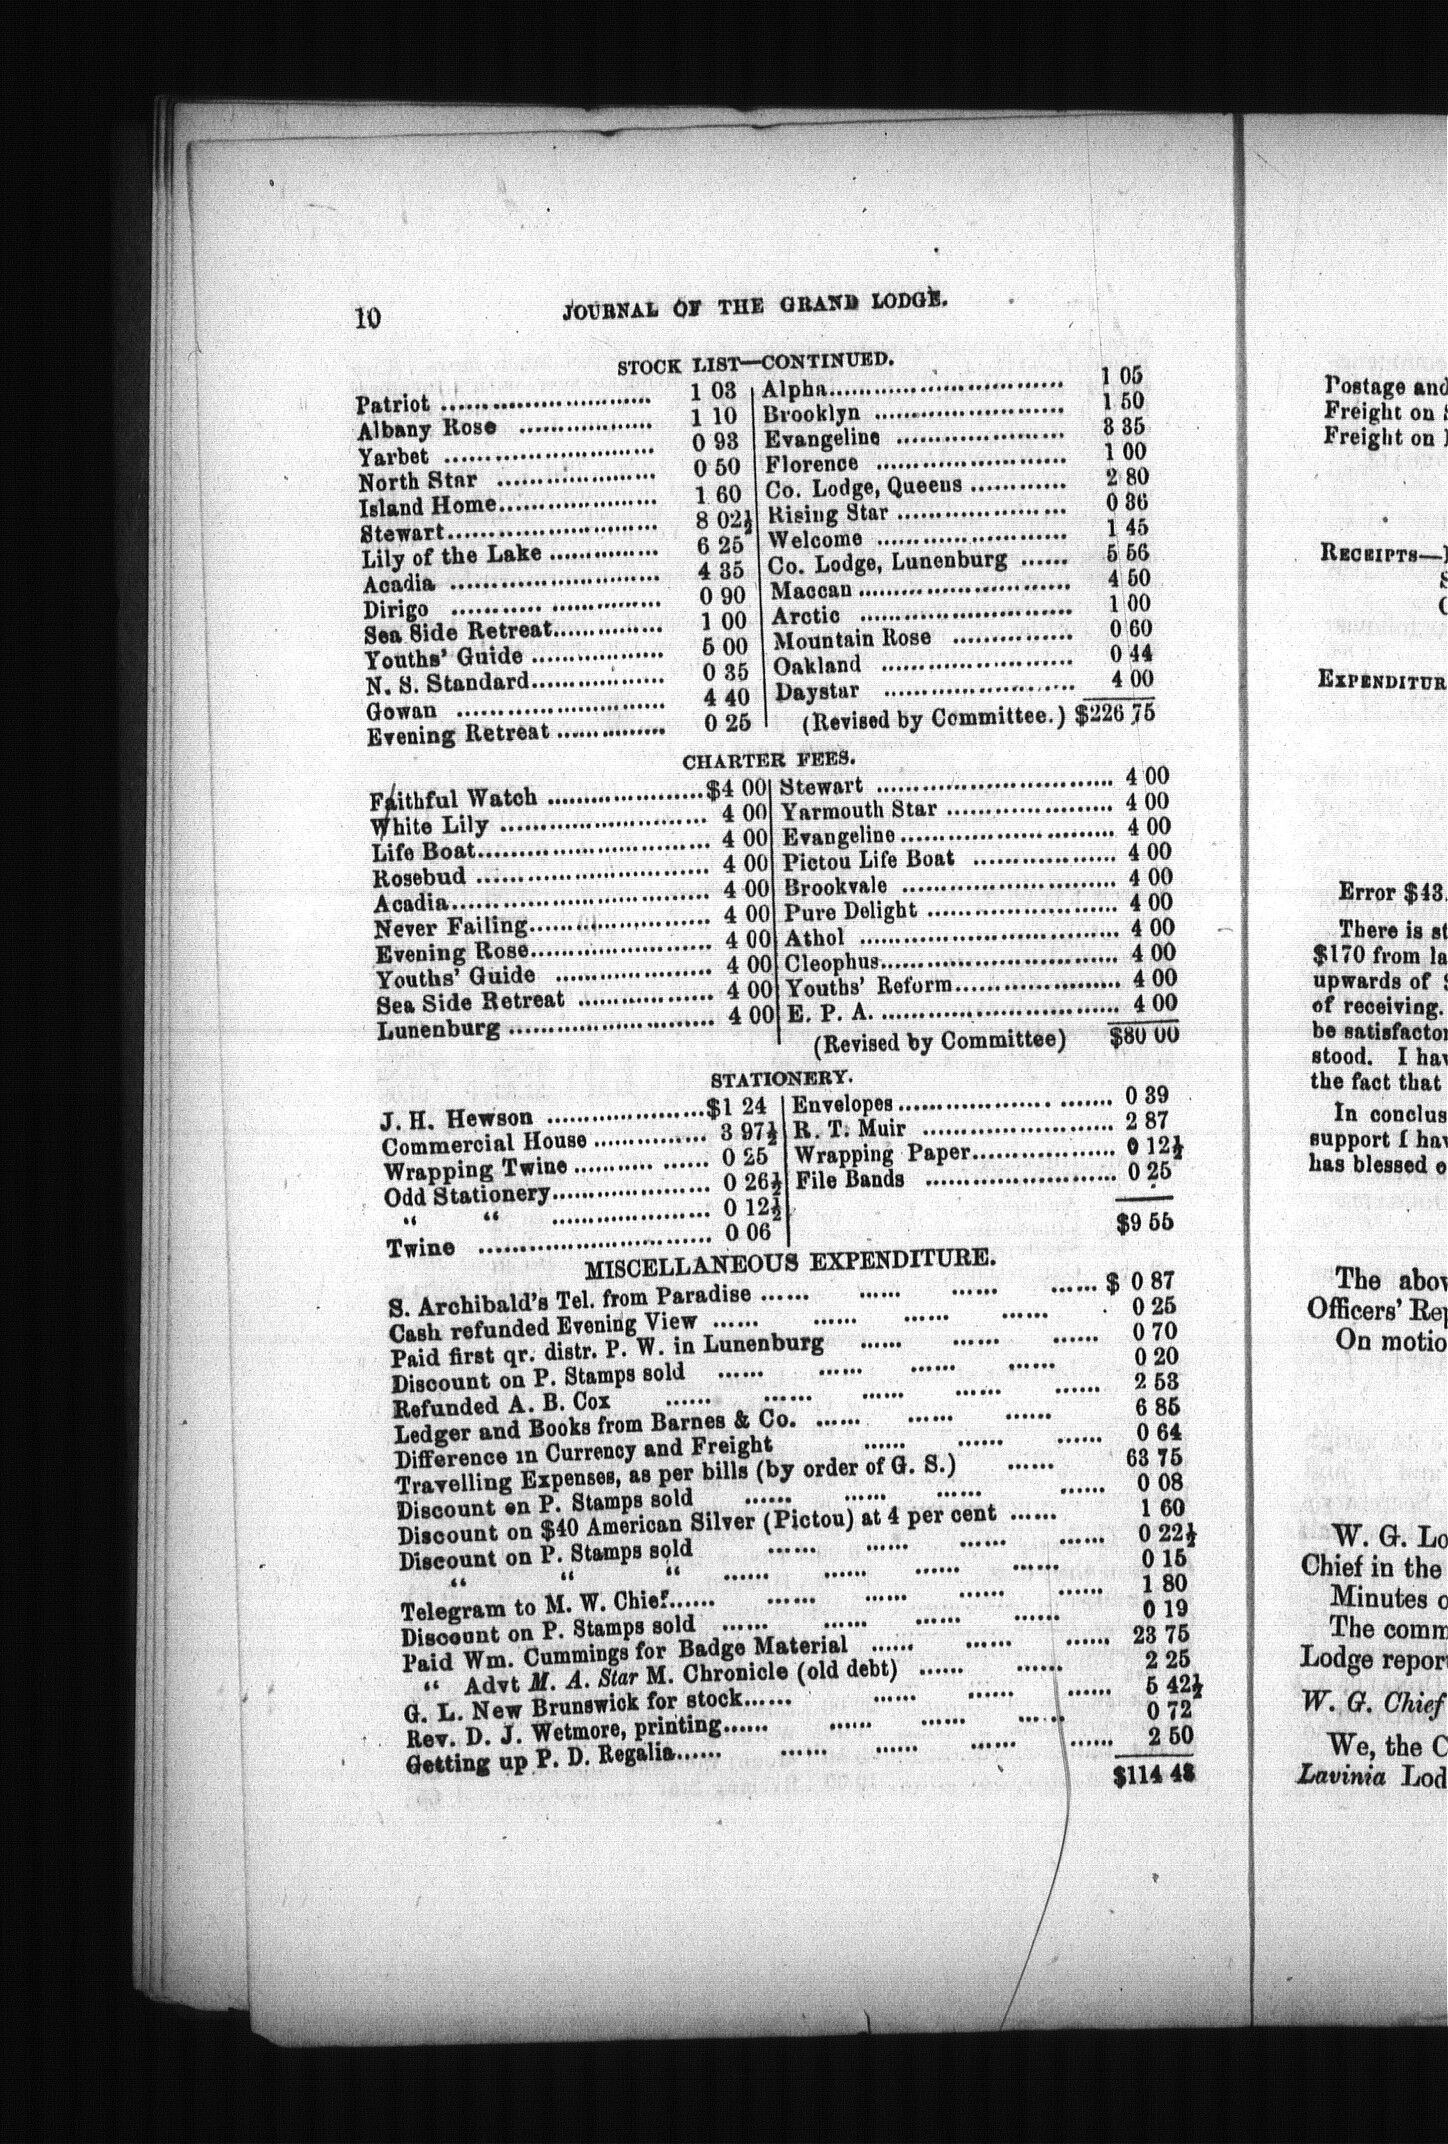 10 JOURNAL OF THE GRAND LODGE.
STOCK LIST—CONTINUED.
Patriot ........................ 1 03
Albany Rose ................ 1 10
Yarbet ........................ 0 93
North Star .................. 0 50
Island Home.................. 1 60
Stewart........................ 8 02½
Lily of the Lake ............ 6 25
Acadia ........................ 4 35
Dirigo ........................ 0 90
Sea Side Retreat............ 1 00
Youths' Guide ............... 5 00
N. S. Standard............... 0 35
Gowan ........................ 4 40
Evening Retreat ............ 0 25
Alpha........................... 1 05
Brooklyn ..................... 1 50
Evangeline ................... 3 35
Florence ..................... 1 00
Co. Lodge, Queens ......... 2 80
Rising Star ................... 0 36
Welcome ..................... 1 45
Co. Lodge, Lunenburg ...... 5 56
Maccan ........................ 4 50
Arctic ........................ 1 00
Mountain Rose ............... 0 60
Oakland ..................... 0 44
Daystar ..................... 4 00
(Revised by Committee.) $226 75
CHARTER FEES.
Faithful Watch .................... $4 00
White Lily ........................ 4 00
Life Boat........................... 4 00
Rosebud ........................... 4 00
Acadia.............................. 4 00
Never Failing..................... 4 00
Evening Rose..................... 4 00
Youths' Guide .................. 4 00
Sea Side Retreat ............... 4 00
Lunenburg ........................ 4 00
Stewart ........................... 4 00
Yarmouth Star .................. 4 00
Evangeline........................ 4 00
Pictou Life Boat ............... 4 00
Brookvale ........................ 4 00
Pure Delight ..................... 4 00
Athol .............................. 4 00
Cleophus........................... 4 00
Youths' Reform.................. 4 00
E. P. A. ........................... 4 00
(Revised by Committee) $80 00
STATIONERY.
J. H. Hewson .................... $1 24
Commercial House ............... 3 97½
Wrapping Twine .................. 0 25
Odd Stationery.................... 0 26½
“ “ .................... 0 12½
Twine .............................. 0 06
Envelopes........................ 0 39
R. T. Muir ........................ 2 87
Wrapping Paper.................. 0 12½
File Bands ........................ 0 25
$9 55
MISCELLANEOUS EXPENDITURE.
S. Archibald's Tel. from Paradise ...... ...... ...... ...... $ 0 87
Cash refunded Evening View ...... ...... ...... ...... 0 25
Paid first qr. distr. P. W. in Lunenburg ...... ...... ...... 0 70
Discount on P. Stamps sold ...... ...... ...... ...... 0 20
Refunded A. B. Cox ...... ...... ...... ...... ...... 2 53
Ledger and Books from Barnes & Co. ...... ...... ...... 6 85
Difference in Currency and Freight ...... ...... ...... 0 64
Travelling Expenses, as per bills (by order of G. S.) ...... 63 75
Discount on P. Stamps sold ...... ...... ...... ...... 0 08
Discount on $40 American Silver (Pictou) at 4 per cent ...... 1 60
Discount on P. Stamps sold ...... ...... ...... ...... 0 22½
“ “ “ ...... ...... ...... ...... 0 15
Telegram to M. W. Chief...... ...... ...... ...... ...... 1 80
Discount on P. Stamps sold ...... ...... ...... ...... 0 19
Paid Wm. Cummings for Badge Material ...... ...... ...... 23 75
“ Advt M. A. Star M. Chronicle (old debt) ...... ...... 2 25
G. L. New Brunswick for stock...... ...... ...... ...... 5 42½
Rev. D. J. Wetmore, printing...... ...... ...... ...... 0 72
Getting up P. D. Regalia...... ...... ...... ...... ...... 2 50
$114 48
Postage and
Freight on
Freight on
RECEIPTS—
Error $43.
There is
$170 from
upwards of
of receiving.
be
stood. I
the fact that
In
support I
has blessed
The
Officers'
On
W. G.
Chief in the
Minutes
The
Lodge
W. G. Chief
We, the
Lavinia